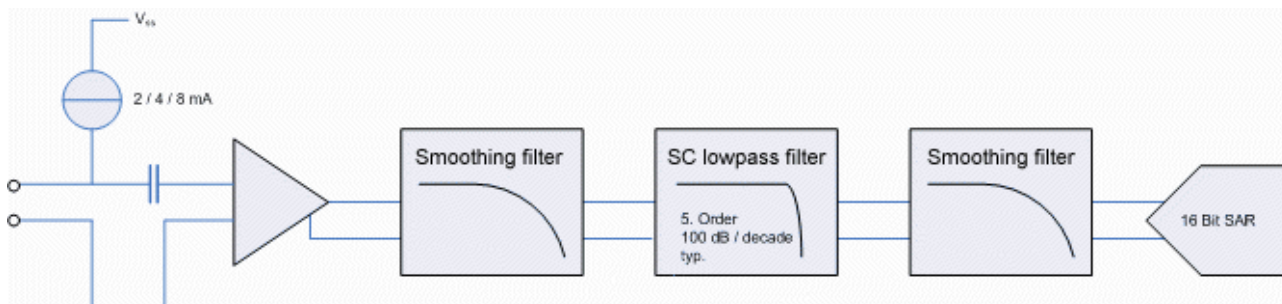 Vss
2 / 4 / 8 mA
Smoothing filter
SC lowpass filter
5. Order
100 dB / decade
typ.
Smoothing filter
16 Bit SAR